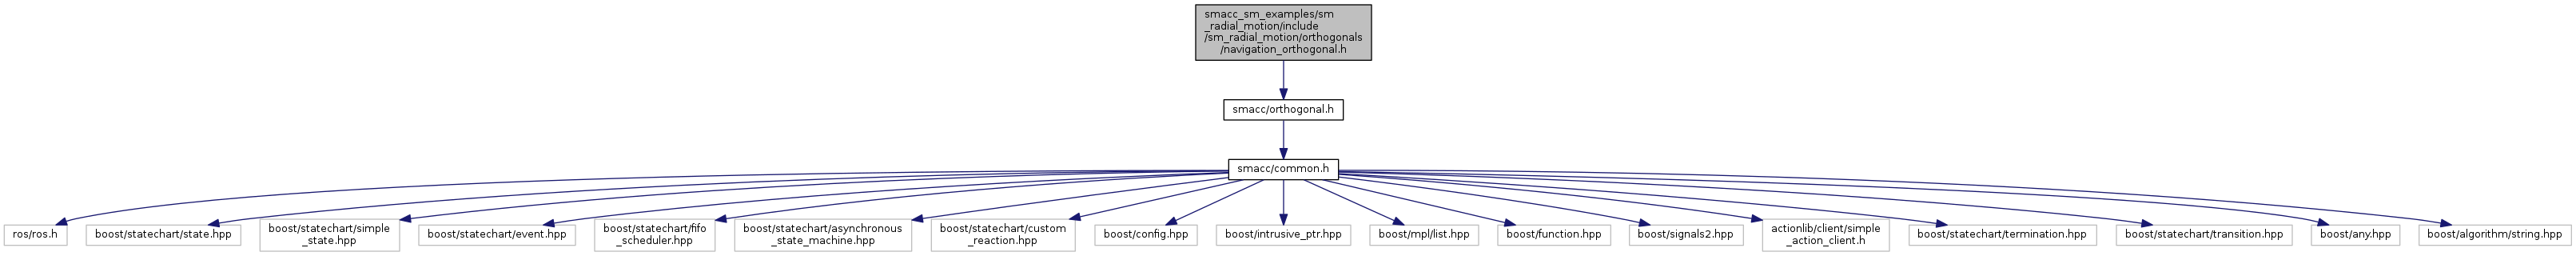 smacc_sm_examples/sm
_radial_motion/include
/sm_radial_motion/orthogonals
/navigation_orthogonal.h
smacc/orthogonal.h
smacc/common.h
ros/ros.h
boost/statechart/state.hpp
boost/statechart/simple
_state.hpp
boost/statechart/event.hpp
boost/statechart/fifo
_scheduler.hpp
boost/statechart/asynchronous
_state_machine.hpp
boost/statechart/custom
_reaction.hpp
boost/config.hpp
boost/intrusive_ptr.hpp
boost/mpl/list.hpp
boost/function.hpp
boost/signals2.hpp
actionlib/client/simple
_action_client.h
boost/statechart/termination.hpp
boost/statechart/transition.hpp
boost/any.hpp
boost/algorithm/string.hpp